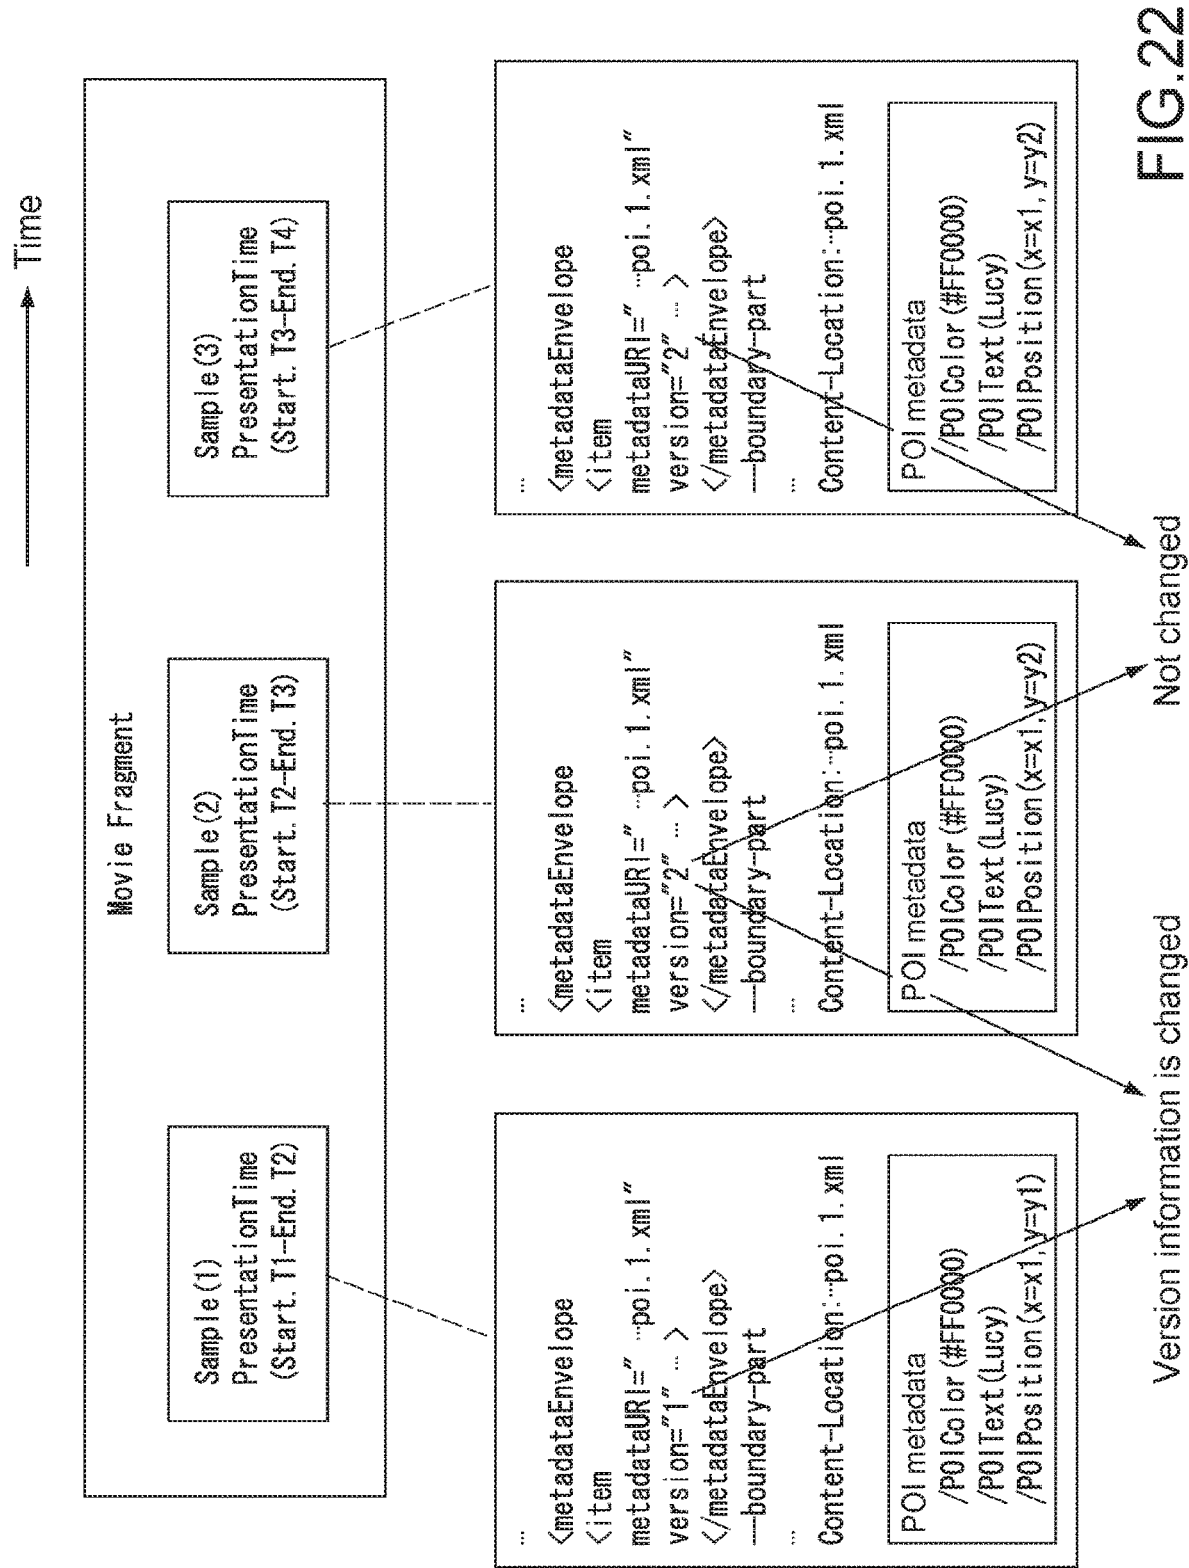 Time
Movie Fragment
Sample(1)
PresentationTime
(Start. T1-End. T2)
Sample(2)
PresentationTime
(Start. T2-End. T3)
Sample(3)
PresentationTime
(Start. T3-End. T4)
...
<metadataEnvelope
<item
metadataURI=" …poi.1.xml"
version="1" … >
</metadataEnvelope>
--boundary-part
...
Content-Location:…poi.1.xml
POI metadata
/POIColor(#FF0000)
/POIText(Lucy)
/POIPosition(x=x1,y=y1)
...
<metadataEnvelope
<item
metadataURI=" …poi.1.xml"
version="2" … >
</metadataEnvelope>
--boundary-part
...
Content-Location:…poi.1.xml
POI metadata
/POIColor(#FF0000)
/POIText(Lucy)
/POIPosition(x=x1,y=y2)
...
<metadataEnvelope
<item
metadataURI=" …poi.1.xml"
version="2" … >
</metadataEnvelope>
--boundary-part
...
Content-Location:…poi.1.xml
POI metadata
/POIColor(#FF0000)
/POIText(Lucy)
/POIPosition(x=x1,y=y2)
Version information is changed
Not changed
FIG.22